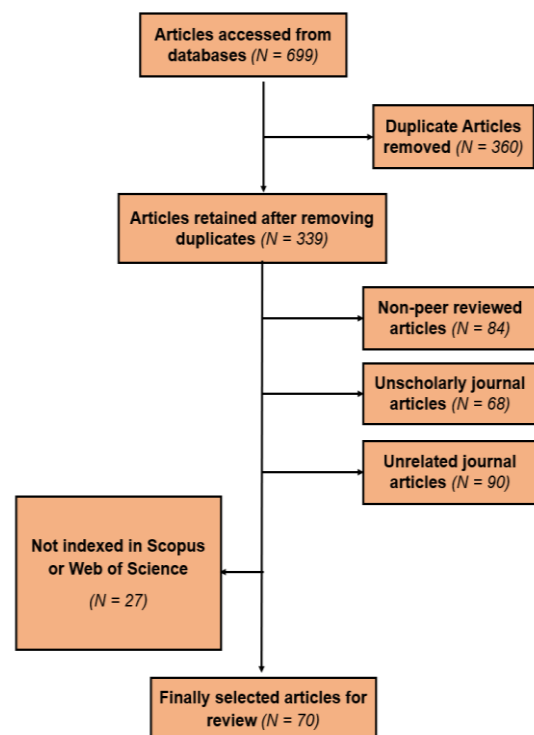 Articles accessed from
databases (N = 699)
Duplicate Articles
removed (N = 360)
Articles retained after removing
duplicates (N = 339)
Non-peer reviewed
articles (N = 84)
Unscholarly journal
articles (N = 68)
Unrelated journal
articles (N = 90)
Not indexed in Scopus
or Web of Science
(N = 27)
Finally selected articles for
review (N = 70)